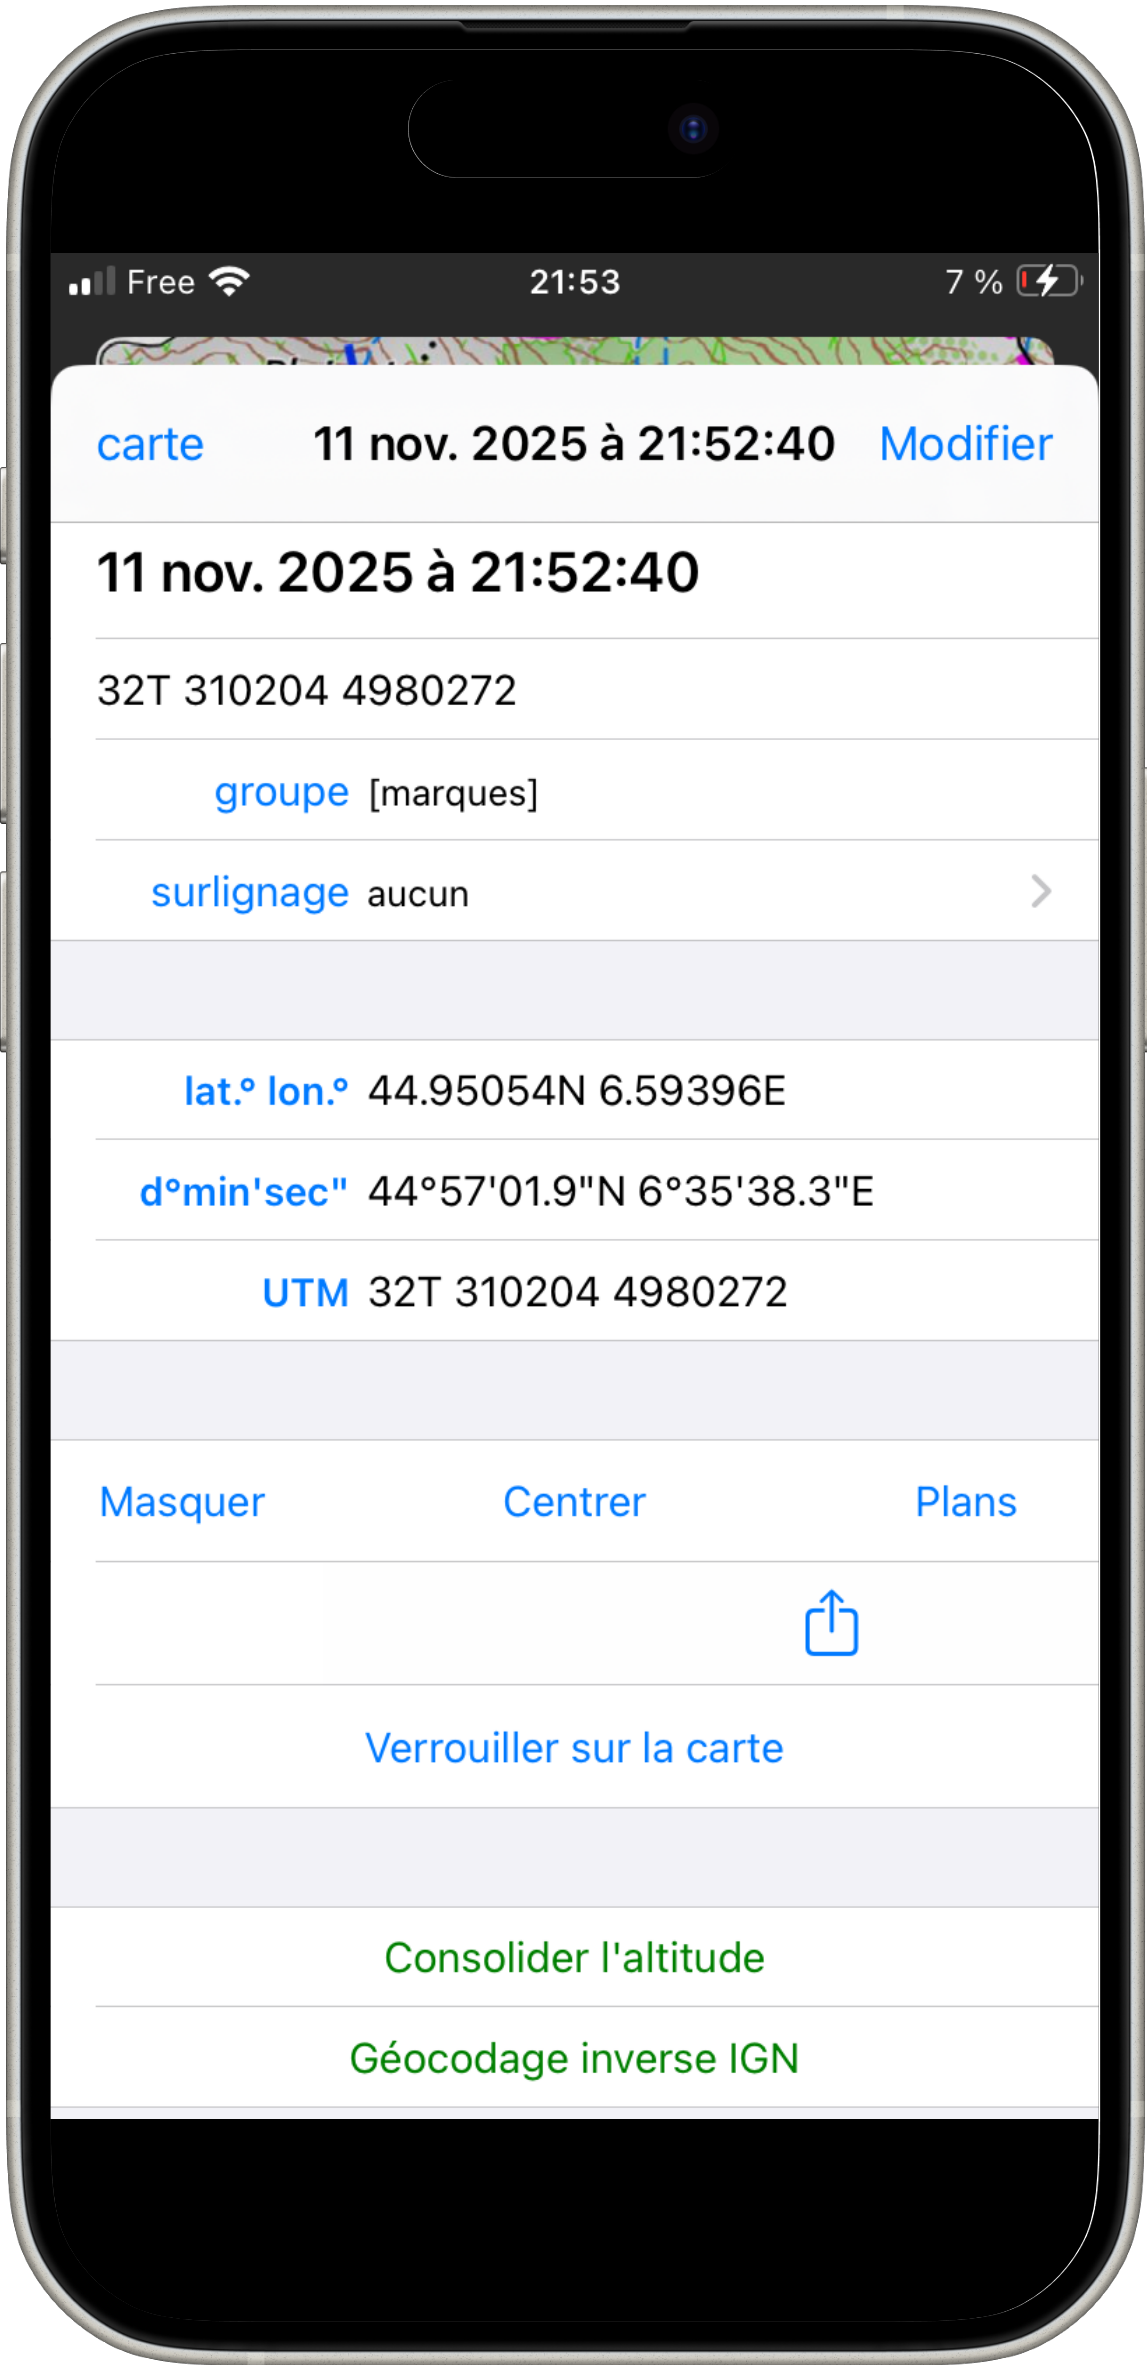 Free 21:53 7 %
carte 11 nov. 2025 à 21:52:40 Modifier
11 nov. 2025 à 21:52:40
32T 310204 4980272
groupe [marques]
surlignage aucun
lat.° lon.° 44.95054N 6.59396E
d°min'sec" 44°57'01.9"N 6°35'38.3"E
UTM 32T 310204 4980272
Masquer Centrer Plans
Verrouiller sur la carte
Consolider l'altitude
Géocodage inverse IGN